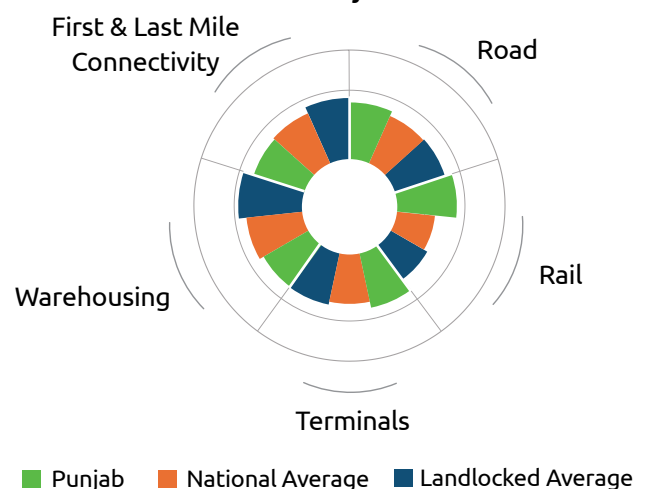 First & Last Mile
Connectivity
Road
Rail
Warehousing
Terminals
Punjab
National Average
Landlocked Average